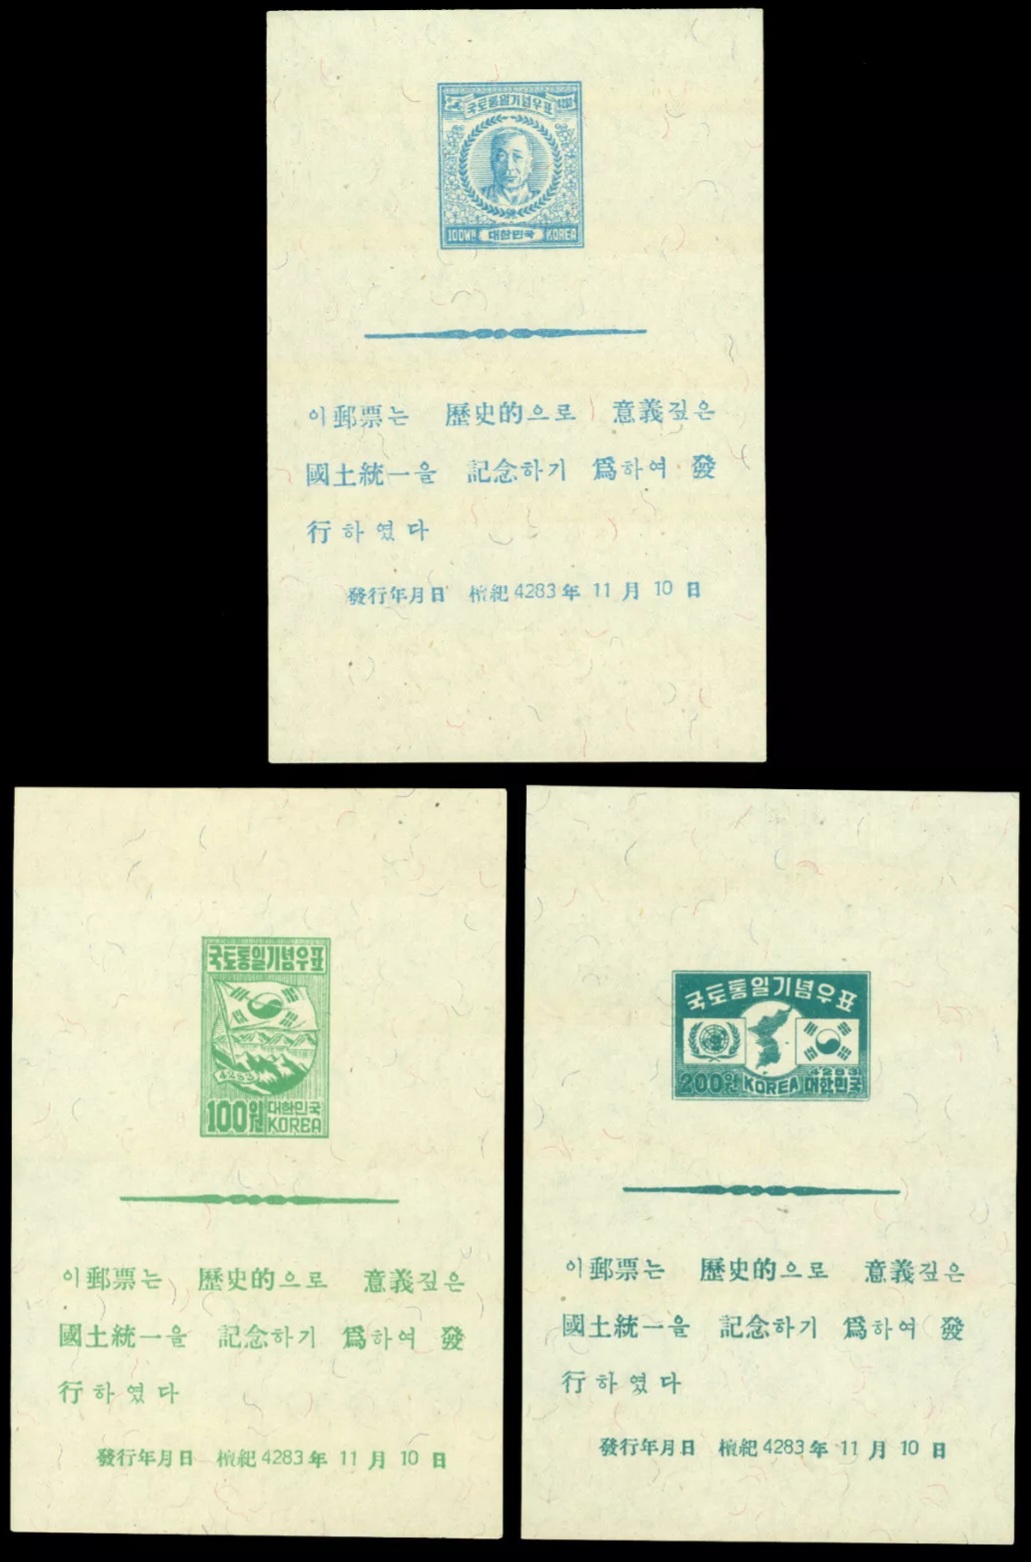 국토통일기념우표
4283
100Wn 대한민국 KOREA
이郵票는 歷史的으로 意義깊은
國土統一을 記念하기 爲하여 發
行하였다
發行年月日 檀紀 4283年 11月 10日
국토통일기념우표
4283
100원 대한민국
KOREA
이郵票는 歷史的으로 意義깊은
國土統一을 記念하기 爲하여 發
行하였다
發行年月日 檀紀 4283年 11月 10日
국토통일기념우표
4283
200원 KOREA 대한민국
이郵票는 歷史的으로 意義깊은
國土統一을 記念하기 爲하여 發
行하였다
發行年月日 檀紀 4283年 11月 10日